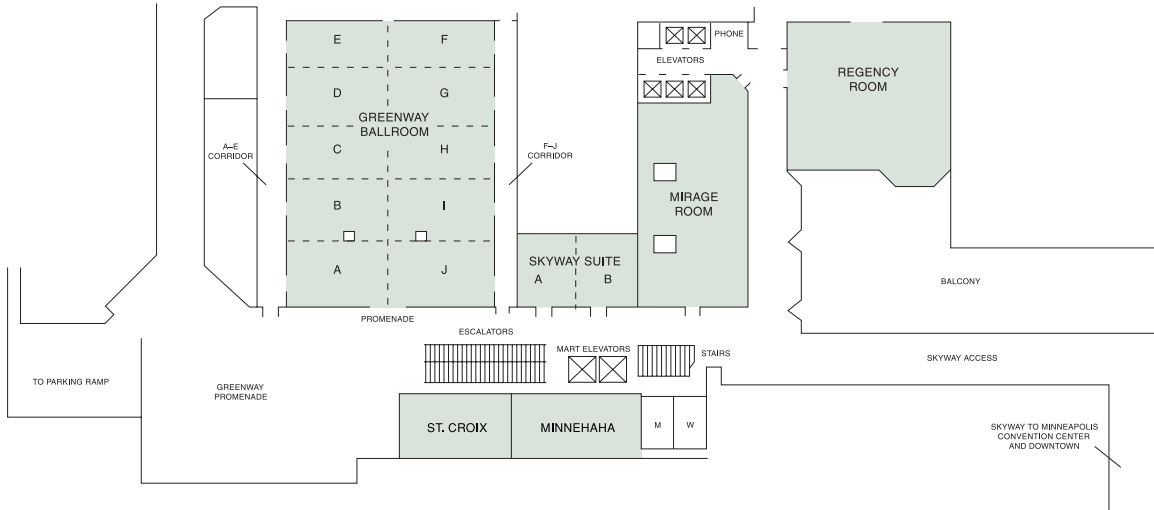 E
F
PHONE
ELEVATORS
REGENCY
ROOM
D
G
GREENWAY
BALLROOM
A–E
CORRIDOR
C
H
F–J
CORRIDOR
MIRAGE
ROOM
B
I
SKYWAY SUITE
A
J
A
B
BALCONY
PROMENADE
ESCALATORS
MART ELEVATORS
STAIRS
SKYWAY ACCESS
TO PARKING RAMP
GREENWAY
PROMENADE
ST. CROIX
MINNEHAHA
M
W
SKYWAY TO MINNEAPOLIS
CONVENTION CENTER
AND DOWNTOWN